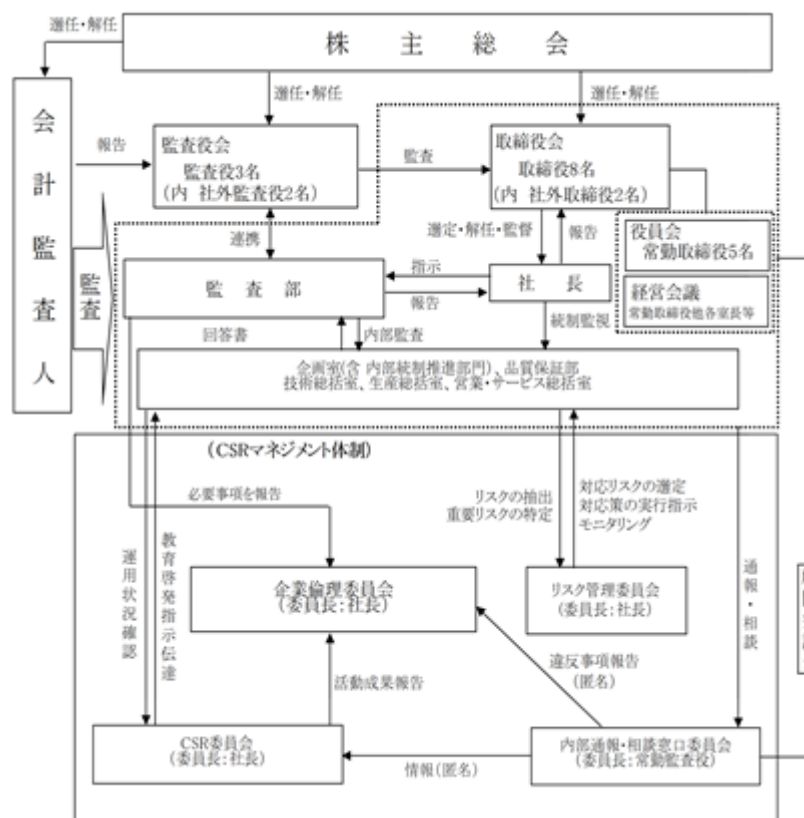 選任・解任
株主総会
選任・解任
選任・解任
会計監査人
報告
監査役会
監査役3名
(内 社外監査役2名)
監査
取締役会
取締役8名
(内 社外取締役2名)
役員会
常勤取締役5名
経営会議
常勤取締役他各室長等
連携
選定・解任・監督
報告
監査
監査部
指示
報告
社長
回答書
内部監査
統制監視
企画室(含 内部統制推進部門)、品質保証部
技術総括室、生産総括室、営業・サービス総括室
(CSRマネジメント体制)
必要事項を報告
リスクの抽出
重要リスクの特定
対応リスクの選定
対応策の実行指示
モニタリング
運用状況確認
教育啓発指示伝達
通報・相談
企業倫理委員会
(委員長:社長)
リスク管理委員会
(委員長:社長)
活動成果報告
違反事項報告
(匿名)
CSR委員会
(委員長:社長)
情報(匿名)
内部通報・相談窓口委員会
(委員長:常勤監査役)